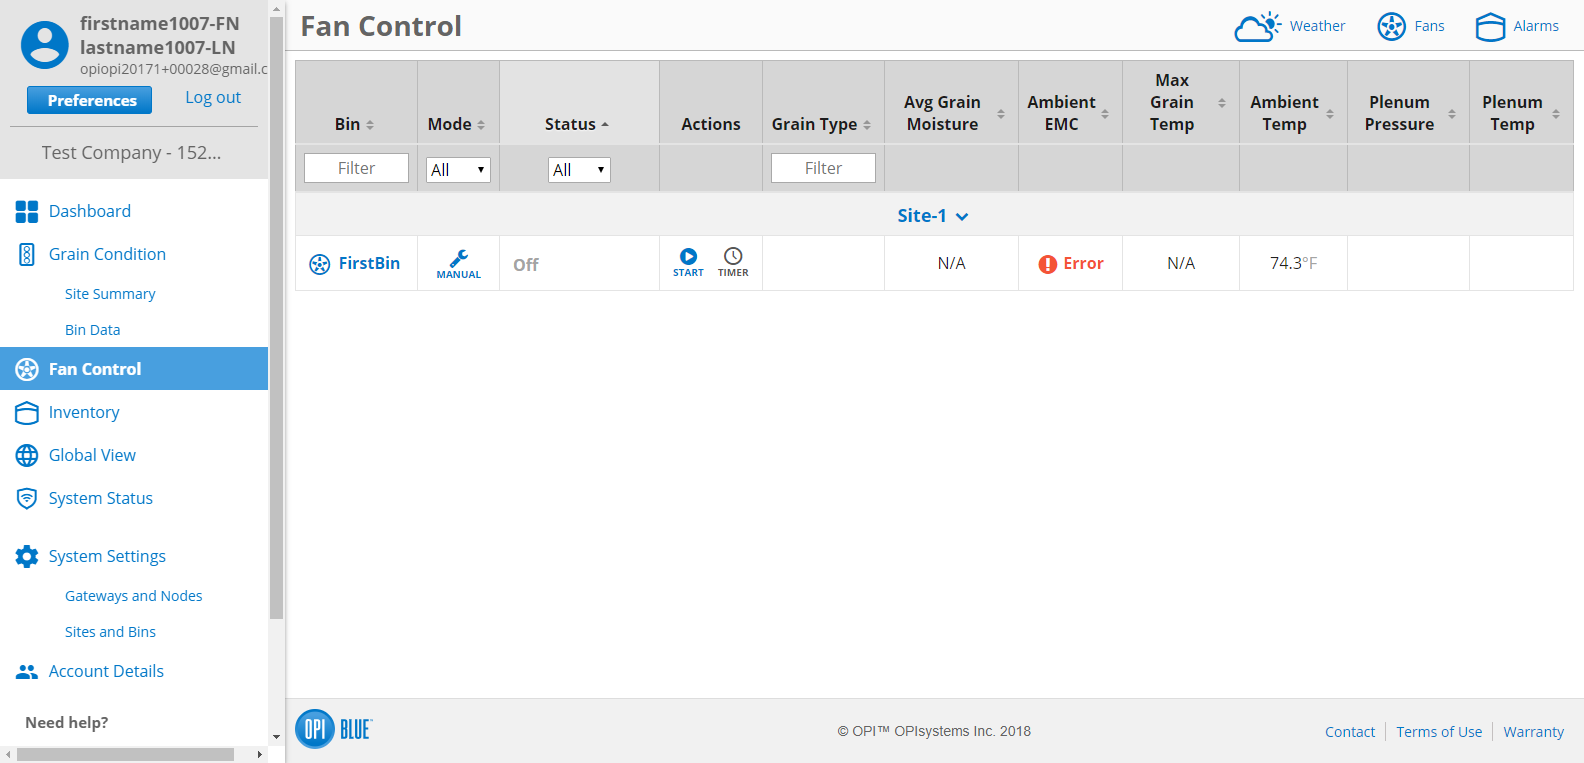 firstname1007-FN
lastname1007-LN
opiopi20171+00028@gmail.c
Preferences
Log out
Test Company - 152...
Dashboard
Grain Condition
Site Summary
Bin Data
Fan Control
Inventory
Global View
System Status
System Settings
Gateways and Nodes
Sites and Bins
Account Details
Need help?
Fan Control
Weather
Fans
Alarms
Bin
Mode
Status
Actions
Grain Type
Avg Grain
Moisture
Ambient
EMC
Max
Grain
Temp
Ambient
Temp
Plenum
Pressure
Plenum
Temp
Filter
All
All
Filter
Site-1
FirstBin
MANUAL
Off
START
TIMER
N/A
Error
N/A
74.3°F
OPI BLUE™
© OPI™ OPIsystems Inc. 2018
Contact
Terms of Use
Warranty